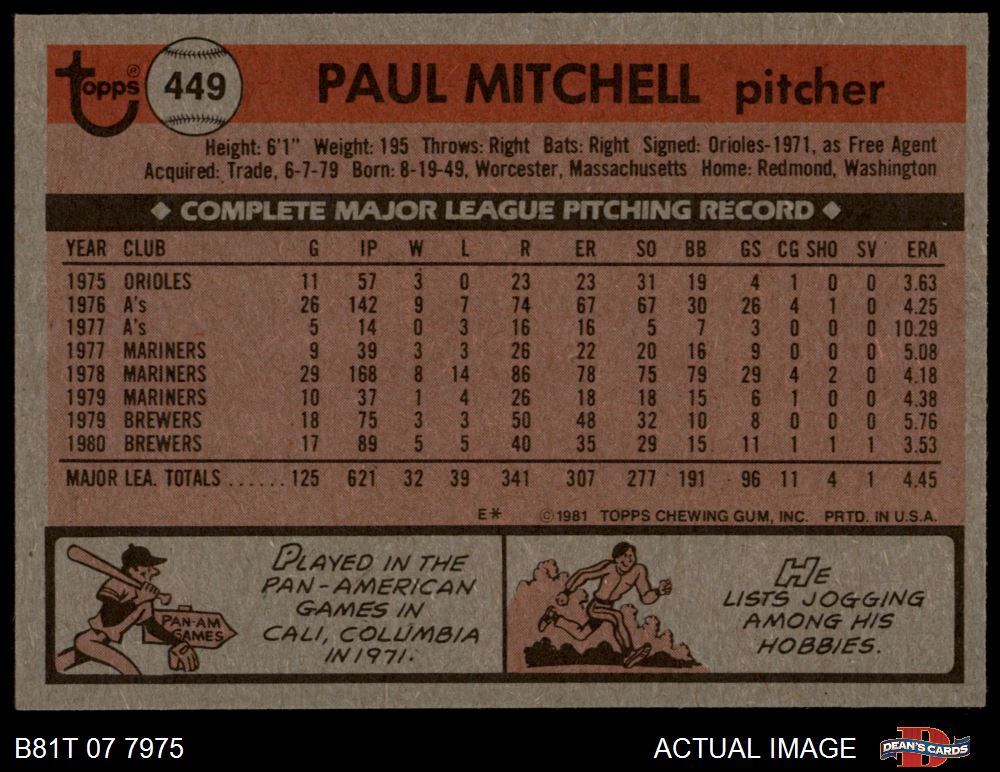 Topps® 449 PAUL MITCHELL pitcher
Height: 6'1" Weight: 195 Throws: Right Bats: Right Signed: Orioles-1971, as Free Agent
Acquired: Trade, 6-7-79 Born: 8-19-49, Worcester, Massachusetts Home: Redmond, Washington
◆ COMPLETE MAJOR LEAGUE PITCHING RECORD ◆
YEAR CLUB G IP W L R ER SO BB GS CG SHO SV ERA
1975 ORIOLES 11 57 3 0 23 23 31 19 4 1 0 0 3.63
1976 A's 26 142 9 7 74 67 67 30 26 4 1 0 4.25
1977 A's 5 14 0 3 16 16 5 7 3 0 0 0 10.29
1977 MARINERS 9 39 3 3 26 22 20 16 9 0 0 0 5.08
1978 MARINERS 29 168 8 14 86 78 75 79 29 4 2 0 4.18
1979 MARINERS 10 37 1 4 26 18 18 15 6 1 0 0 4.38
1979 BREWERS 18 75 3 3 50 48 32 10 8 0 0 0 5.76
1980 BREWERS 17 89 5 5 40 35 29 15 11 1 1 1 3.53
MAJOR LEA. TOTALS ...... 125 621 32 39 341 307 277 191 96 11 4 1 4.45
E* ©1981 TOPPS CHEWING GUM, INC. PRTD. IN U.S.A.
PAN-AM
GAMES
PLAYED IN THE
PAN-AMERICAN
GAMES IN
CALI, COLUMBIA
IN 1971.
HE
LISTS JOGGING
AMONG HIS
HOBBIES.
B81T 07 7975 ACTUAL IMAGE DEAN'S CARDS